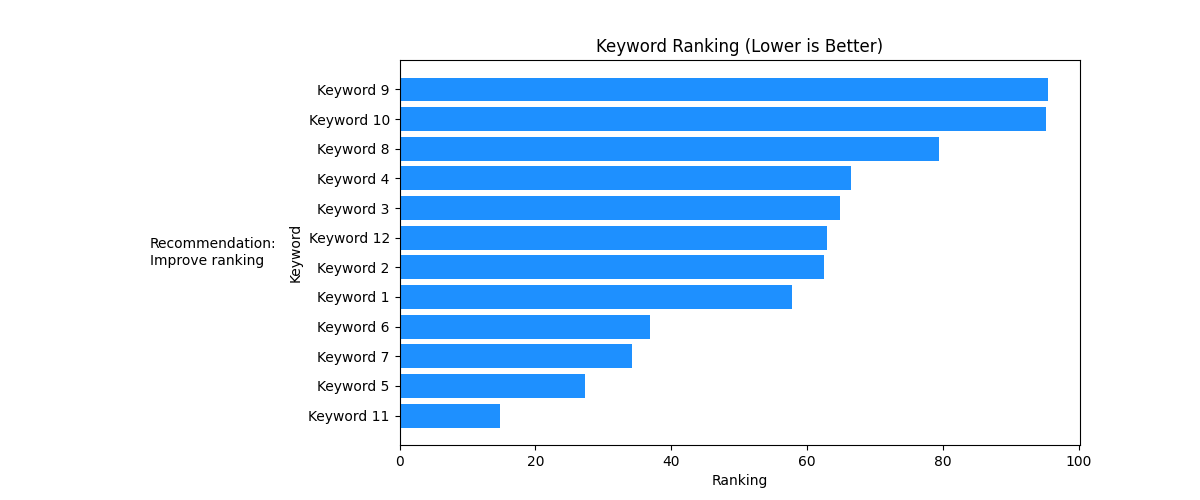 Keyword Ranking (Lower is Better)
Keyword 9
Keyword 10
Keyword 8
Keyword 4
Keyword 3
Keyword 12
Keyword 2
Keyword 1
Keyword 6
Keyword 7
Keyword 5
Keyword 11
Keyword
Recommendation:
Improve ranking
0 20 40 60 80 100
Ranking